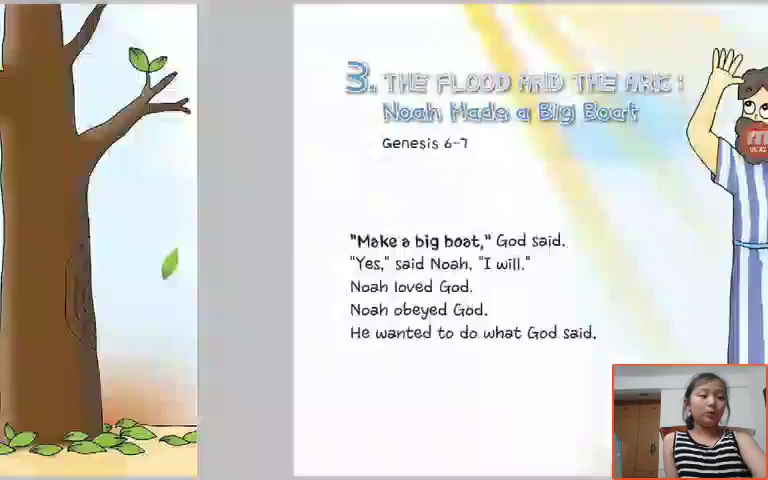 3. THE FLOOD AND THE ARK :
Noah Made a Big Boat
Genesis 6-7
"Make a big boat," God said.
"Yes," said Noah, "I will."
Noah loved God.
Noah obeyed God.
He wanted to do what God said.